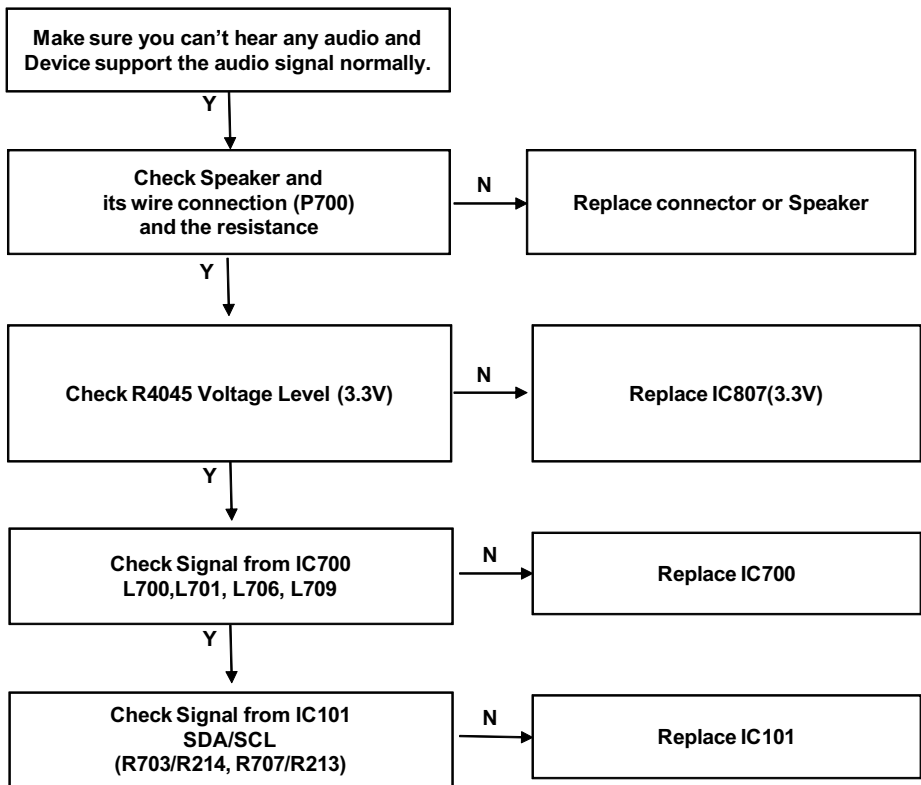 Make sure you can't hear any audio and
Device support the audio signal normally.
Y
Check Speaker and
its wire connection (P700)
and the resistance
N
Replace connector or Speaker
Y
Check R4045 Voltage Level (3.3V)
N
Replace IC807(3.3V)
Y
Check Signal from IC700
L700,L701, L706, L709
N
Replace IC700
Y
Check Signal from IC101
SDA/SCL
(R703/R214, R707/R213)
N
Replace IC101